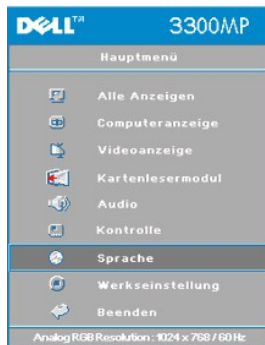 DELL™ 3300MP
Hauptmenü
Alle Anzeigen
Computeranzeige
Videoanzeige
Kartenlesermodul
Audio
Kontrolle
Sprache
Werkseinstellung
Beenden
Analog RGB Resolution: 1024 x 768 / 60 Hz